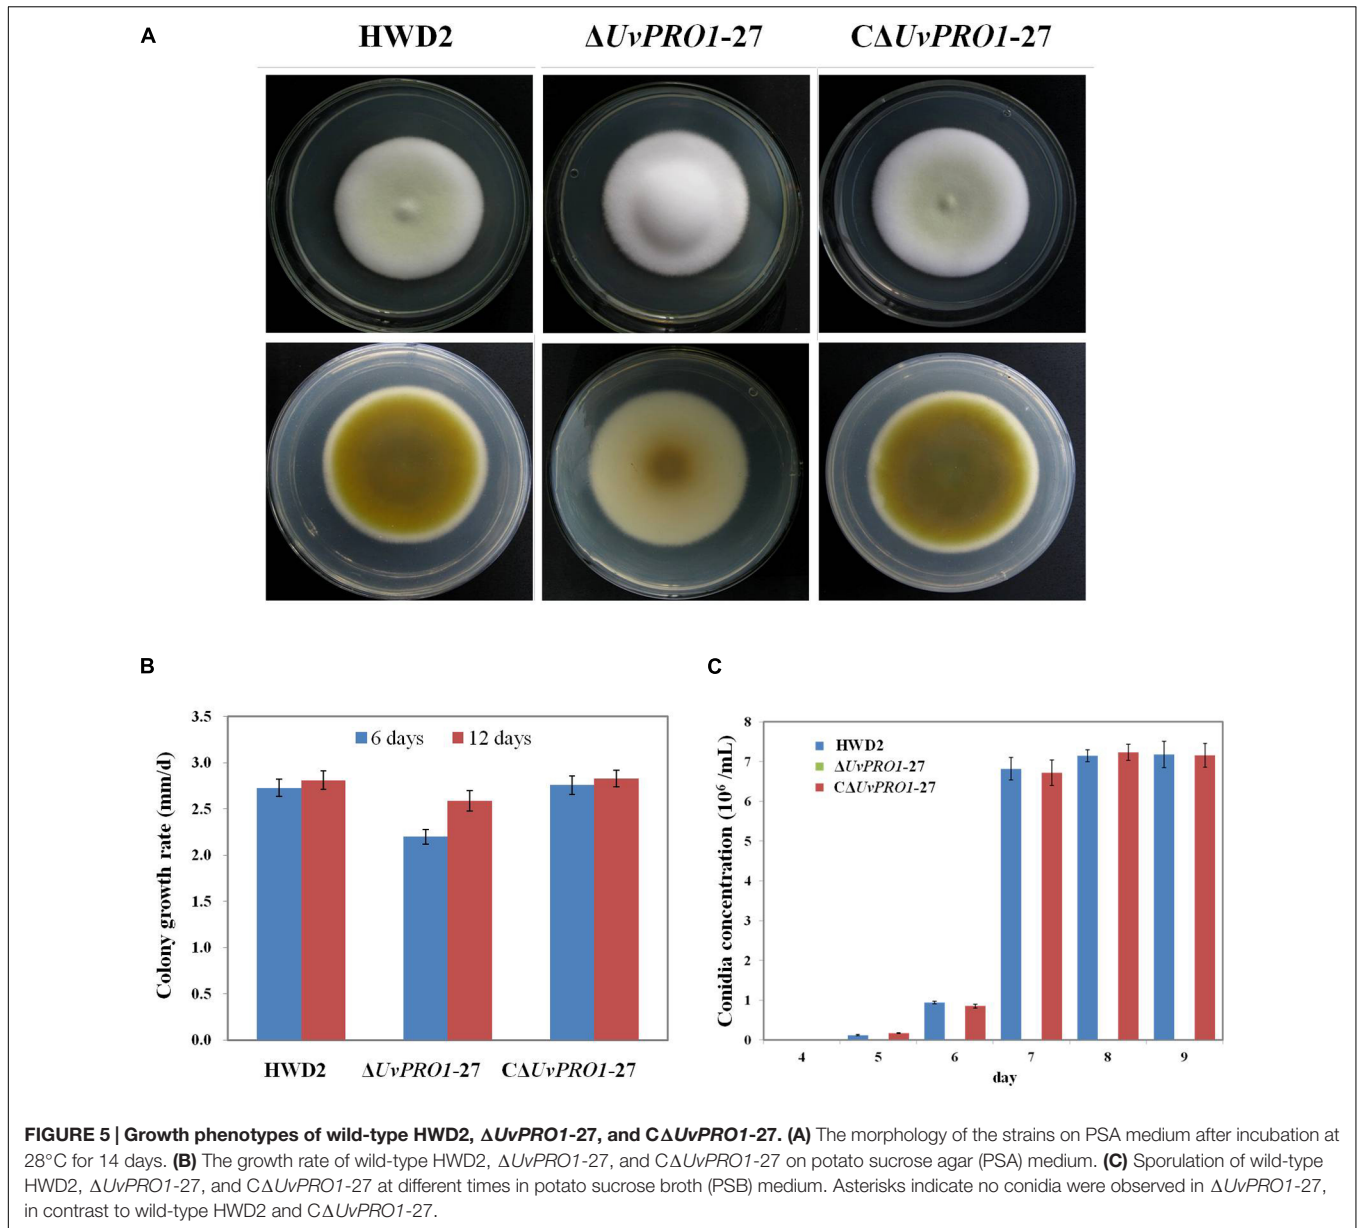 A
HWD2 ΔUvPRO1-27 CΔUvPRO1-27
B
Colony growth rate (mm/d)
3.5
3.0
2.5
2.0
1.5
1.0
0.5
0.0
6 days 12 days
HWD2 ΔUvPRO1-27 CΔUvPRO1-27
C
Conidia concentration (10⁶ /mL)
8
7
6
5
4
3
2
1
0
HWD2
ΔUvPRO1-27
CΔUvPRO1-27
4 5 6 7 8 9
day
FIGURE 5 | Growth phenotypes of wild-type HWD2, ΔUvPRO1-27, and CΔUvPRO1-27. (A) The morphology of the strains on PSA medium after incubation at
28°C for 14 days. (B) The growth rate of wild-type HWD2, ΔUvPRO1-27, and CΔUvPRO1-27 on potato sucrose agar (PSA) medium. (C) Sporulation of wild-type
HWD2, ΔUvPRO1-27, and CΔUvPRO1-27 at different times in potato sucrose broth (PSB) medium. Asterisks indicate no conidia were observed in ΔUvPRO1-27,
in contrast to wild-type HWD2 and CΔUvPRO1-27.